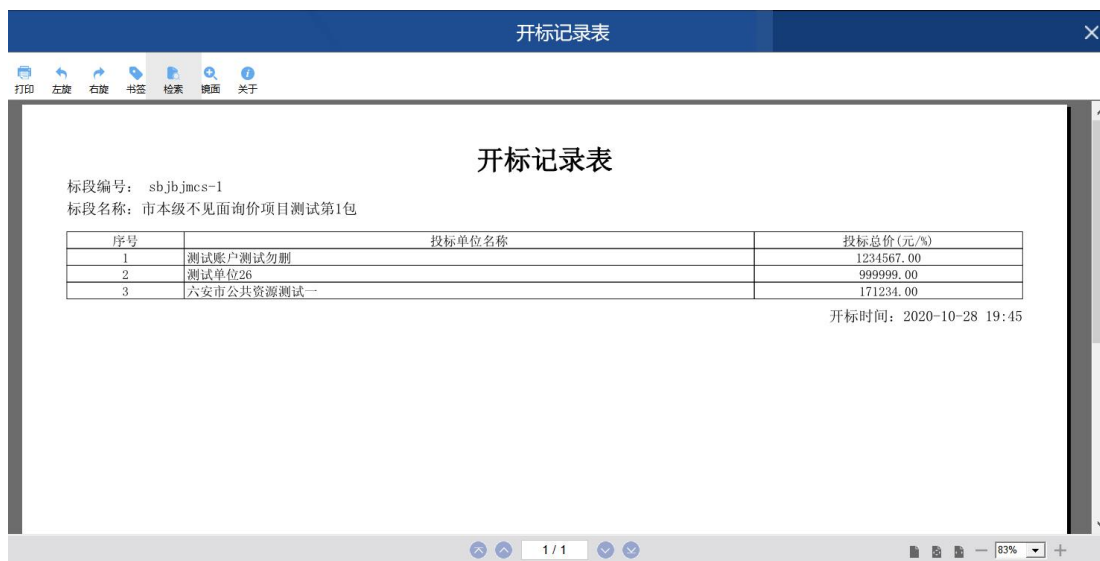 开标记录表
打印 左旋 右旋 书签 检素 镜面 关于
开标记录表
标段编号： sbjbjmcs-1
标段名称：市本级不见面询价项目测试第1包
序号 投标单位名称 投标总价(元/%)
1 测试账户测试勿删 1234567.00
2 测试单位26 999999.00
3 六安市公共资源测试一 171234.00
开标时间：2020-10-28 19:45
1 / 1 83%